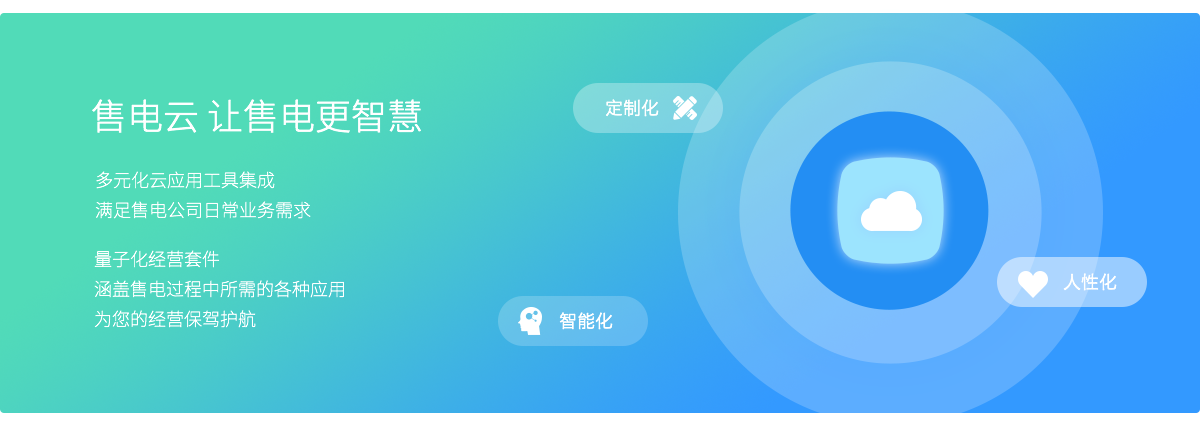 售电云 让售电更智慧
多元化云应用工具集成
满足售电公司日常业务需求
量子化经营套件
涵盖售电过程中所需的各种应用
为您的经营保驾护航
定制化
智能化
人性化